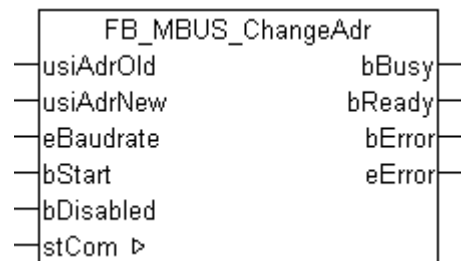 FB_MBUS_ChangeAdr
usiAdrOld bBusy
usiAdrNew bReady
eBaudrate bError
bStart eError
bDisabled
stCom ▷